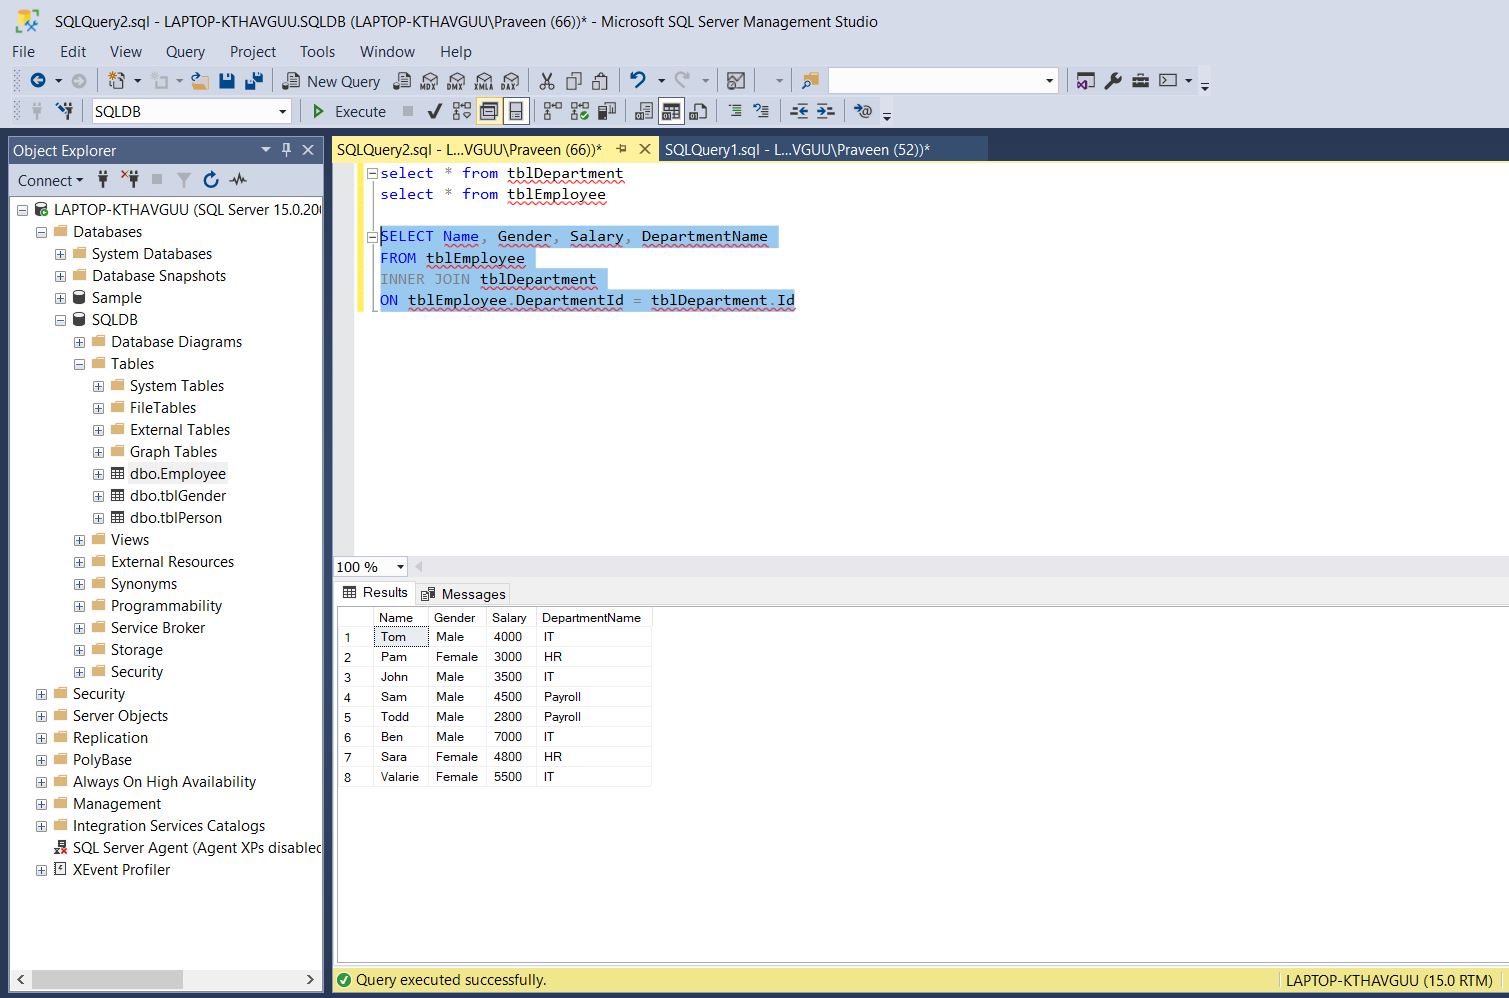 SQLQuery2.sql - LAPTOP-KTHAVGUU.SQLDB (LAPTOP-KTHAVGUU\Praveen (66))* - Microsoft SQL Server Management Studio
File Edit View Query Project Tools Window Help
New Query MDX DMX XMLA DAX
SQLDB Execute
Object Explorer
Connect
LAPTOP-KTHAVGUU (SQL Server 15.0.200
Databases
System Databases
Database Snapshots
Sample
SQLDB
Database Diagrams
Tables
System Tables
FileTables
External Tables
Graph Tables
dbo.Employee
dbo.tblGender
dbo.tblPerson
Views
External Resources
Synonyms
Programmability
Service Broker
Storage
Security
Security
Server Objects
Replication
PolyBase
Always On High Availability
Management
Integration Services Catalogs
SQL Server Agent (Agent XPs disabled
XEvent Profiler
SQLQuery2.sql - L...VGUU\Praveen (66))* SQLQuery1.sql - L...VGUU\Praveen (52))*
select * from tblDepartment
select * from tblEmployee
SELECT Name, Gender, Salary, DepartmentName
FROM tblEmployee
INNER JOIN tblDepartment
ON tblEmployee.DepartmentId = tblDepartment.Id
100 %
Results Messages
Name Gender Salary DepartmentName
1 Tom Male 4000 IT
2 Pam Female 3000 HR
3 John Male 3500 IT
4 Sam Male 4500 Payroll
5 Todd Male 2800 Payroll
6 Ben Male 7000 IT
7 Sara Female 4800 HR
8 Valarie Female 5500 IT
Query executed successfully. LAPTOP-KTHAVGUU (15.0 RTM)